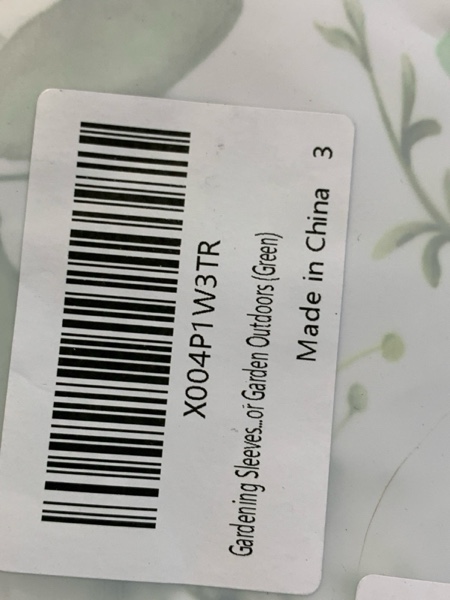 X004P1W3TR
Gardening Sleeves...or Garden Outdoors (Green)
Made in China 3